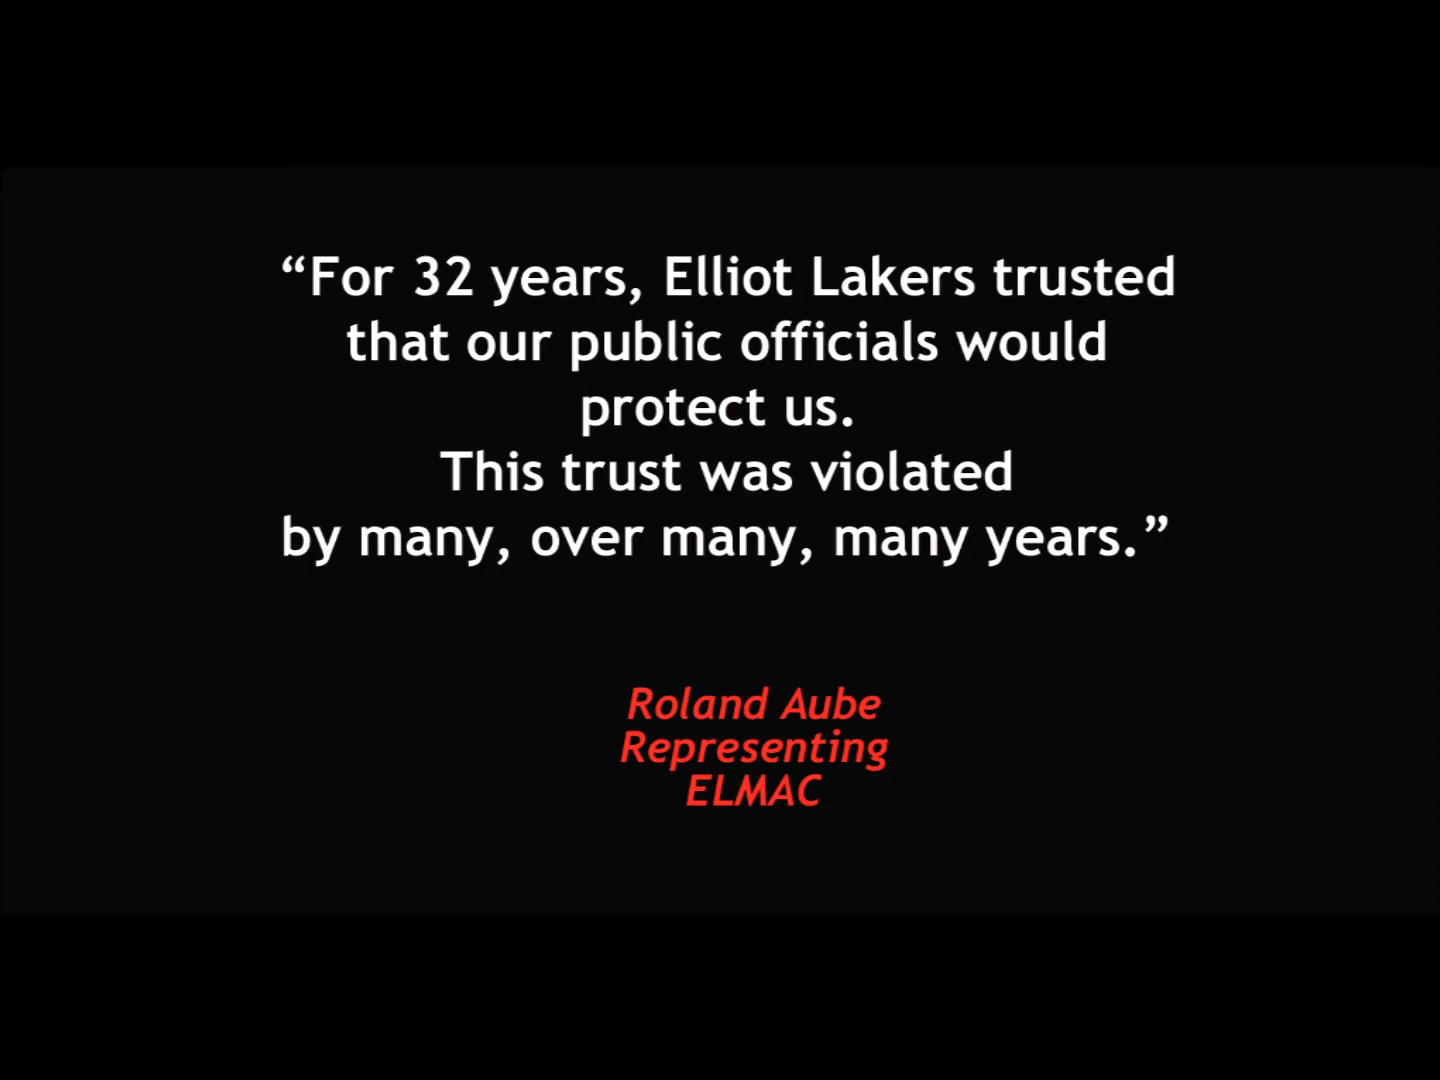 “For 32 years, Elliot Lakers trusted
that our public officials would
protect us.
This trust was violated
by many, over many, many years.”
Roland Aube
Representing
ELMAC